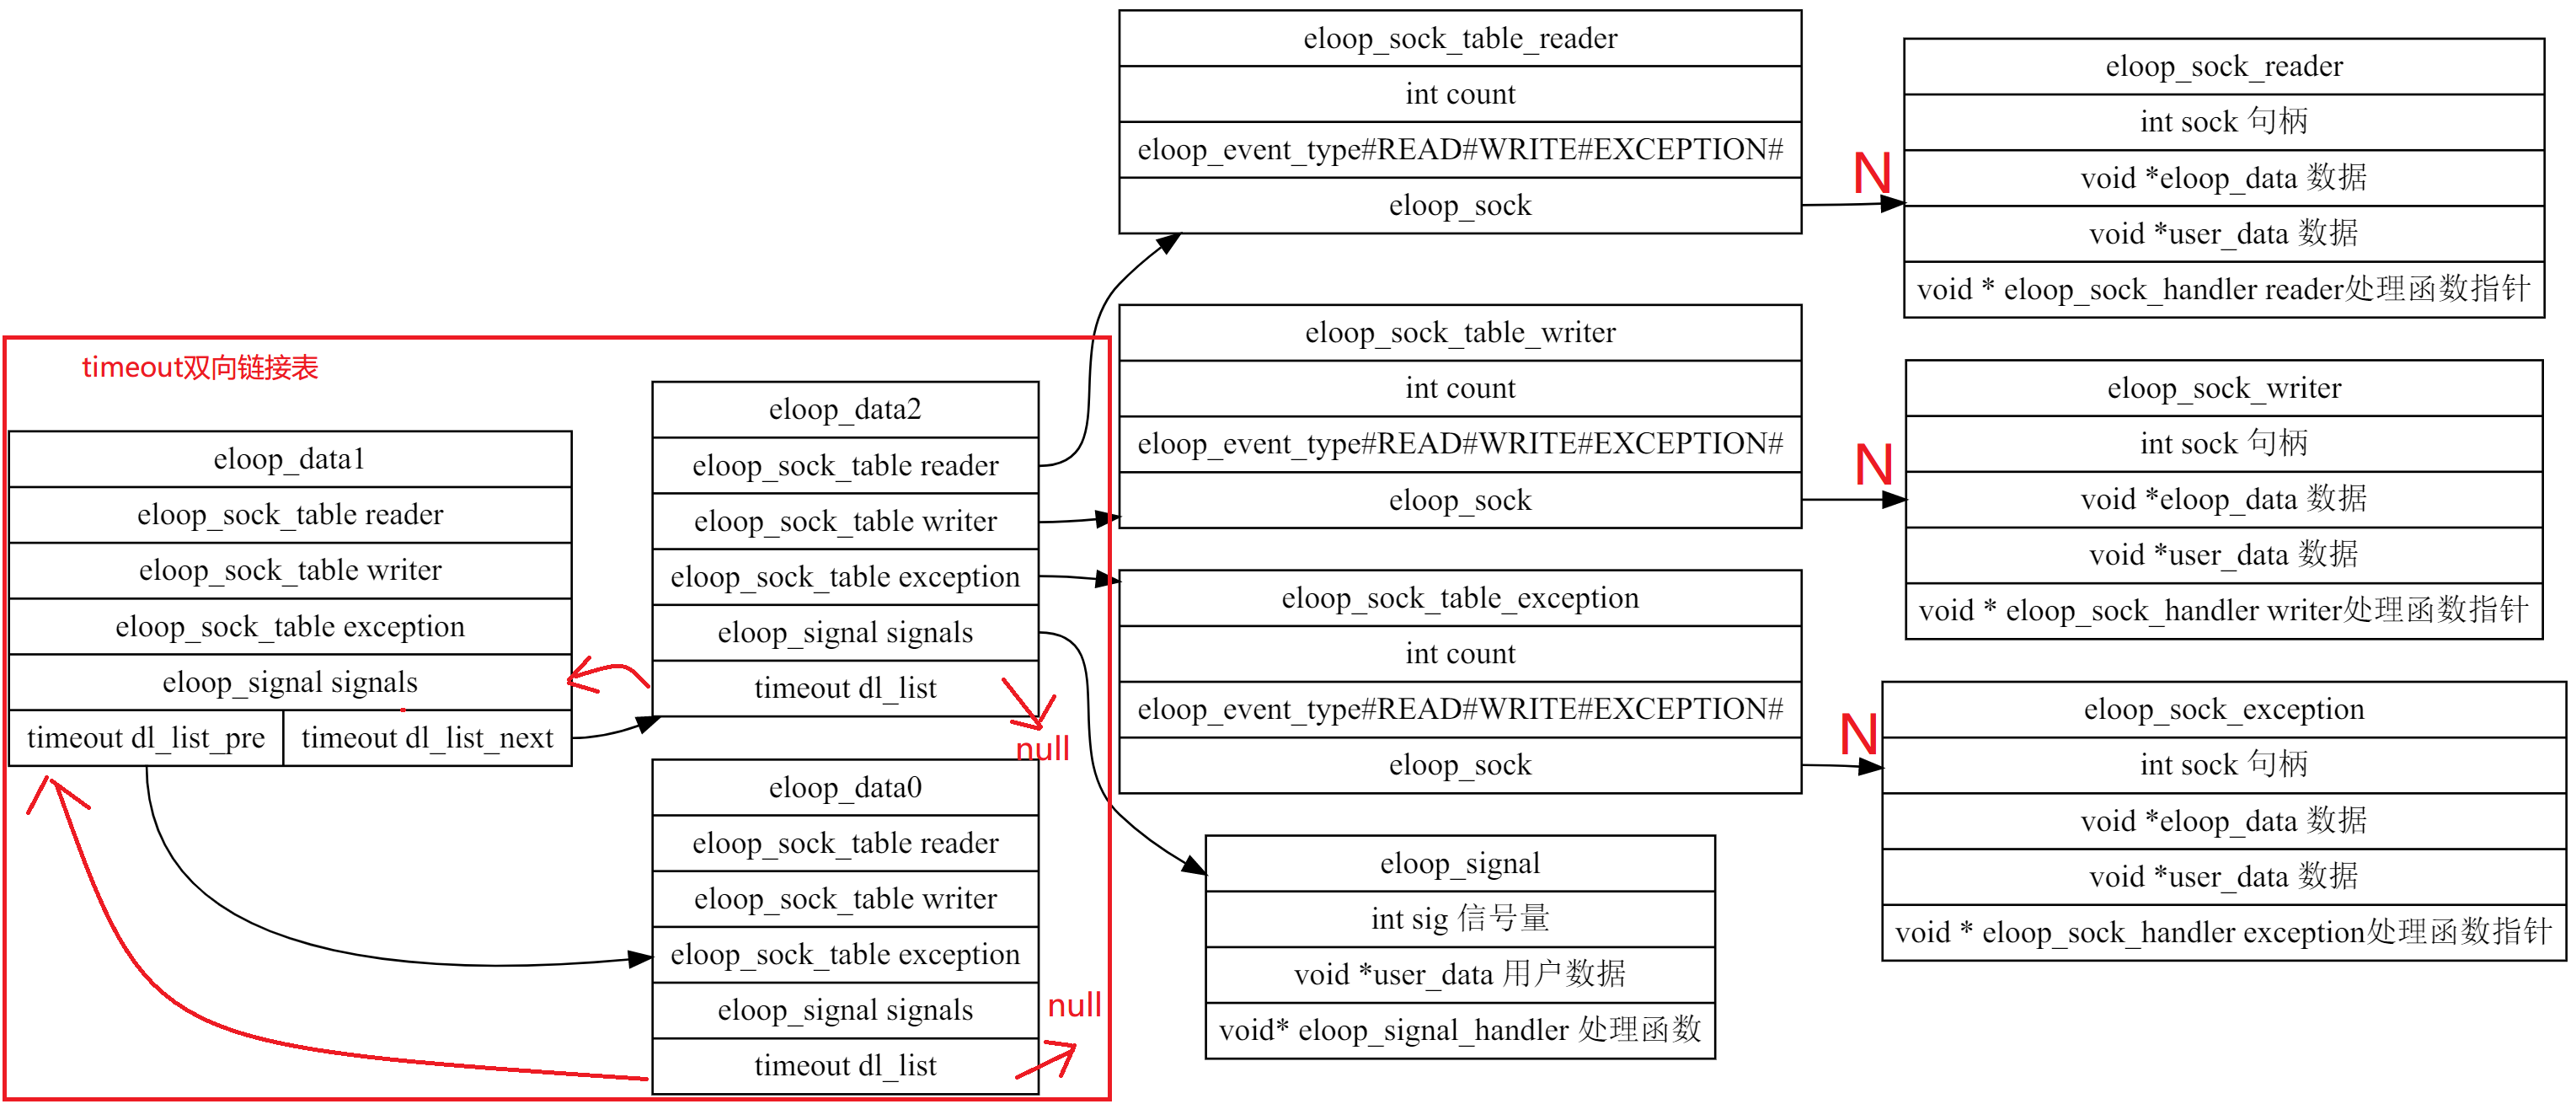 eloop_sock_table_reader
int count
eloop_event_type#READ#WRITE#EXCEPTION#
eloop_sock
N
eloop_sock_reader
int sock 句柄
void *eloop_data 数据
void *user_data 数据
void * eloop_sock_handler reader处理函数指针
eloop_sock_table_writer
int count
eloop_event_type#READ#WRITE#EXCEPTION#
eloop_sock
N
eloop_sock_writer
int sock 句柄
void *eloop_data 数据
void *user_data 数据
void * eloop_sock_handler writer处理函数指针
timeout双向链接表
eloop_data1
eloop_sock_table reader
eloop_sock_table writer
eloop_sock_table exception
eloop_signal signals
timeout dl_list_pre
timeout dl_list_next
eloop_data2
eloop_sock_table reader
eloop_sock_table writer
eloop_sock_table exception
eloop_signal signals
timeout dl_list
null
eloop_sock_table_exception
int count
eloop_event_type#READ#WRITE#EXCEPTION#
eloop_sock
N
eloop_sock_exception
int sock 句柄
void *eloop_data 数据
void *user_data 数据
void * eloop_sock_handler exception处理函数指针
eloop_data0
eloop_sock_table reader
eloop_sock_table writer
eloop_sock_table exception
eloop_signal signals
timeout dl_list
null
eloop_signal
int sig 信号量
void *user_data 用户数据
void* eloop_signal_handler 处理函数